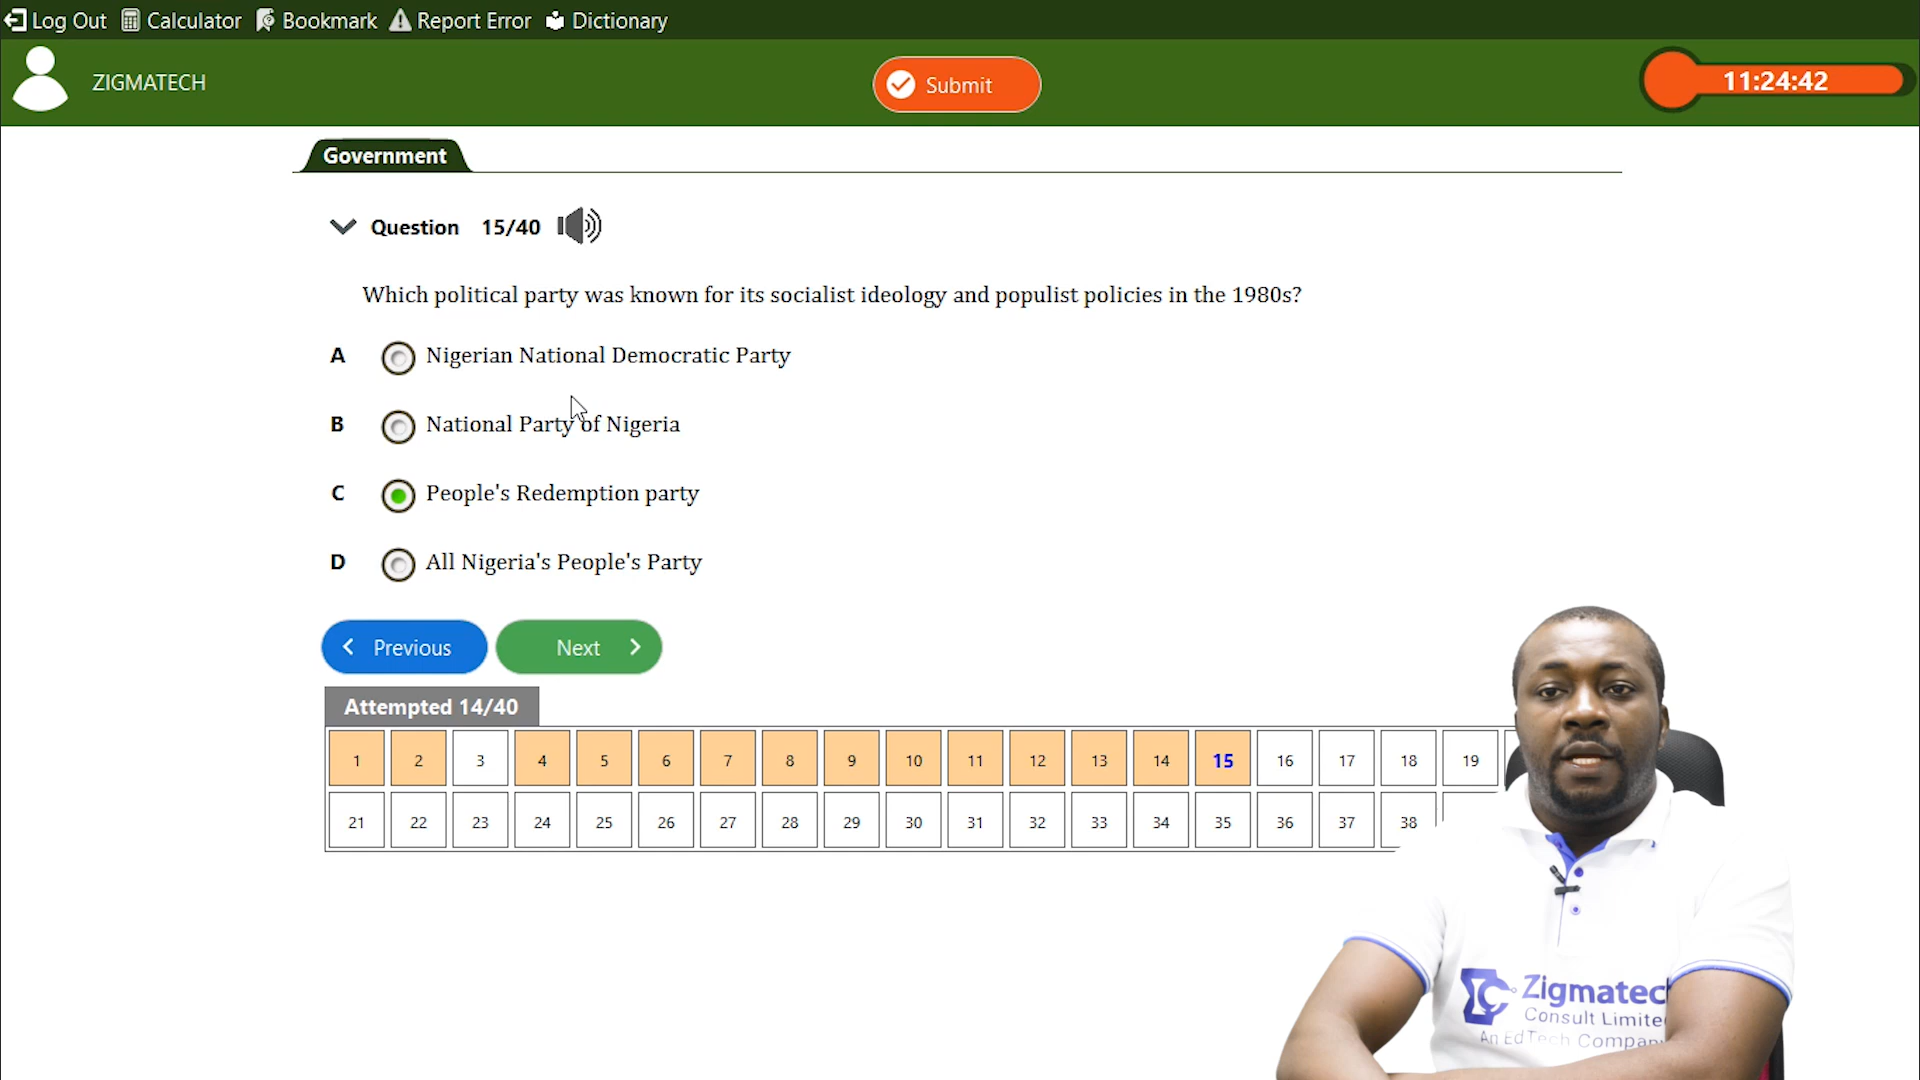 Log Out Calculator Bookmark Report Error Dictionary
ZIGMATECH
Submit
11:24:42
Government
Question 15/40
Which political party was known for its socialist ideology and populist policies in the 1980s?
A Nigerian National Democratic Party
B National Party of Nigeria
C People's Redemption party
D All Nigeria's People's Party
Previous Next
Attempted 14/40
1 2 3 4 5 6 7 8 9 10 11 12 13 14 15 16 17 18 19
21 22 23 24 25 26 27 28 29 30 31 32 33 34 35 36 37 38
Zigmatec
Consult Limite
An EdTech Company